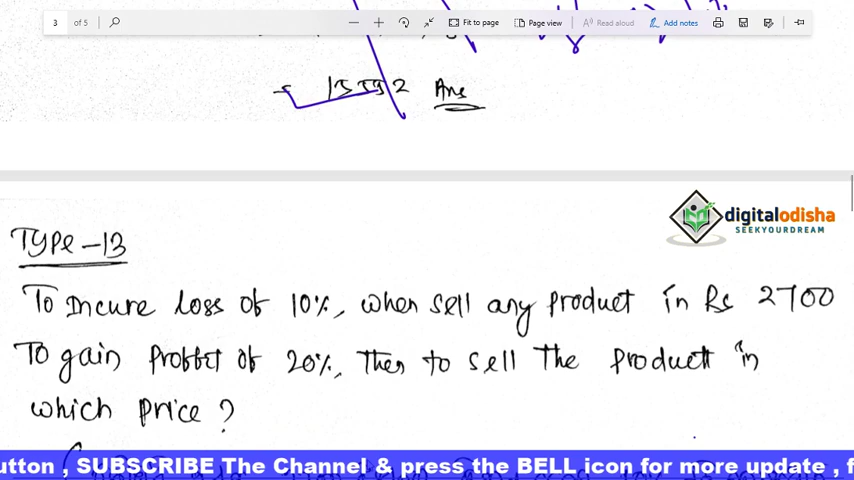 3 of 5 Fit to page Page view Read aloud Add notes
13592 Ans
digitalodisha
SEEKYOURDREAM
TYPE-13
To Incure loss of 10%, when sell any product in Rs 2700
To gain Profit of 20%, Then to sell The product in
which price ?
utton , SUBSCRIBE The Channel & press the BELL icon for more update , f